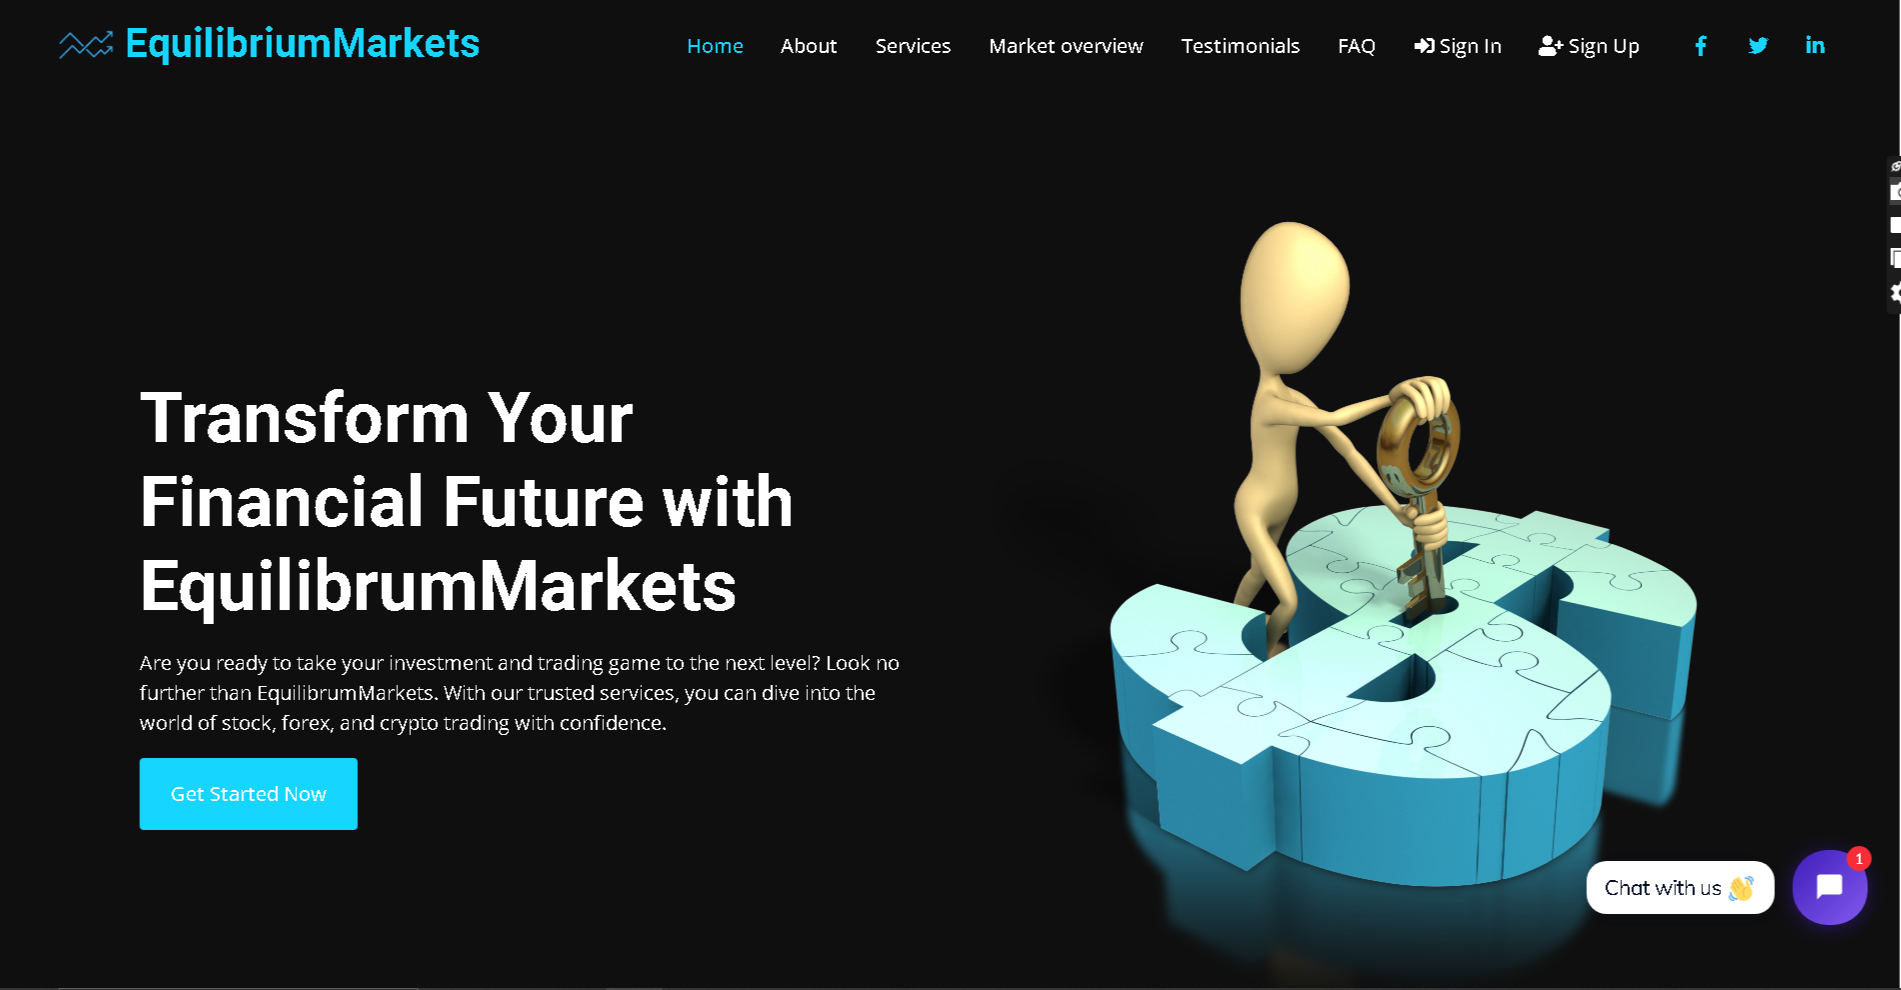 EquilibriumMarkets
Home About Services Market overview Testimonials FAQ Sign In Sign Up
Transform Your
Financial Future with
EquilibrumMarkets
Are you ready to take your investment and trading game to the next level? Look no
further than EquilibrumMarkets. With our trusted services, you can dive into the
world of stock, forex, and crypto trading with confidence.
Get Started Now
Chat with us 👋
1